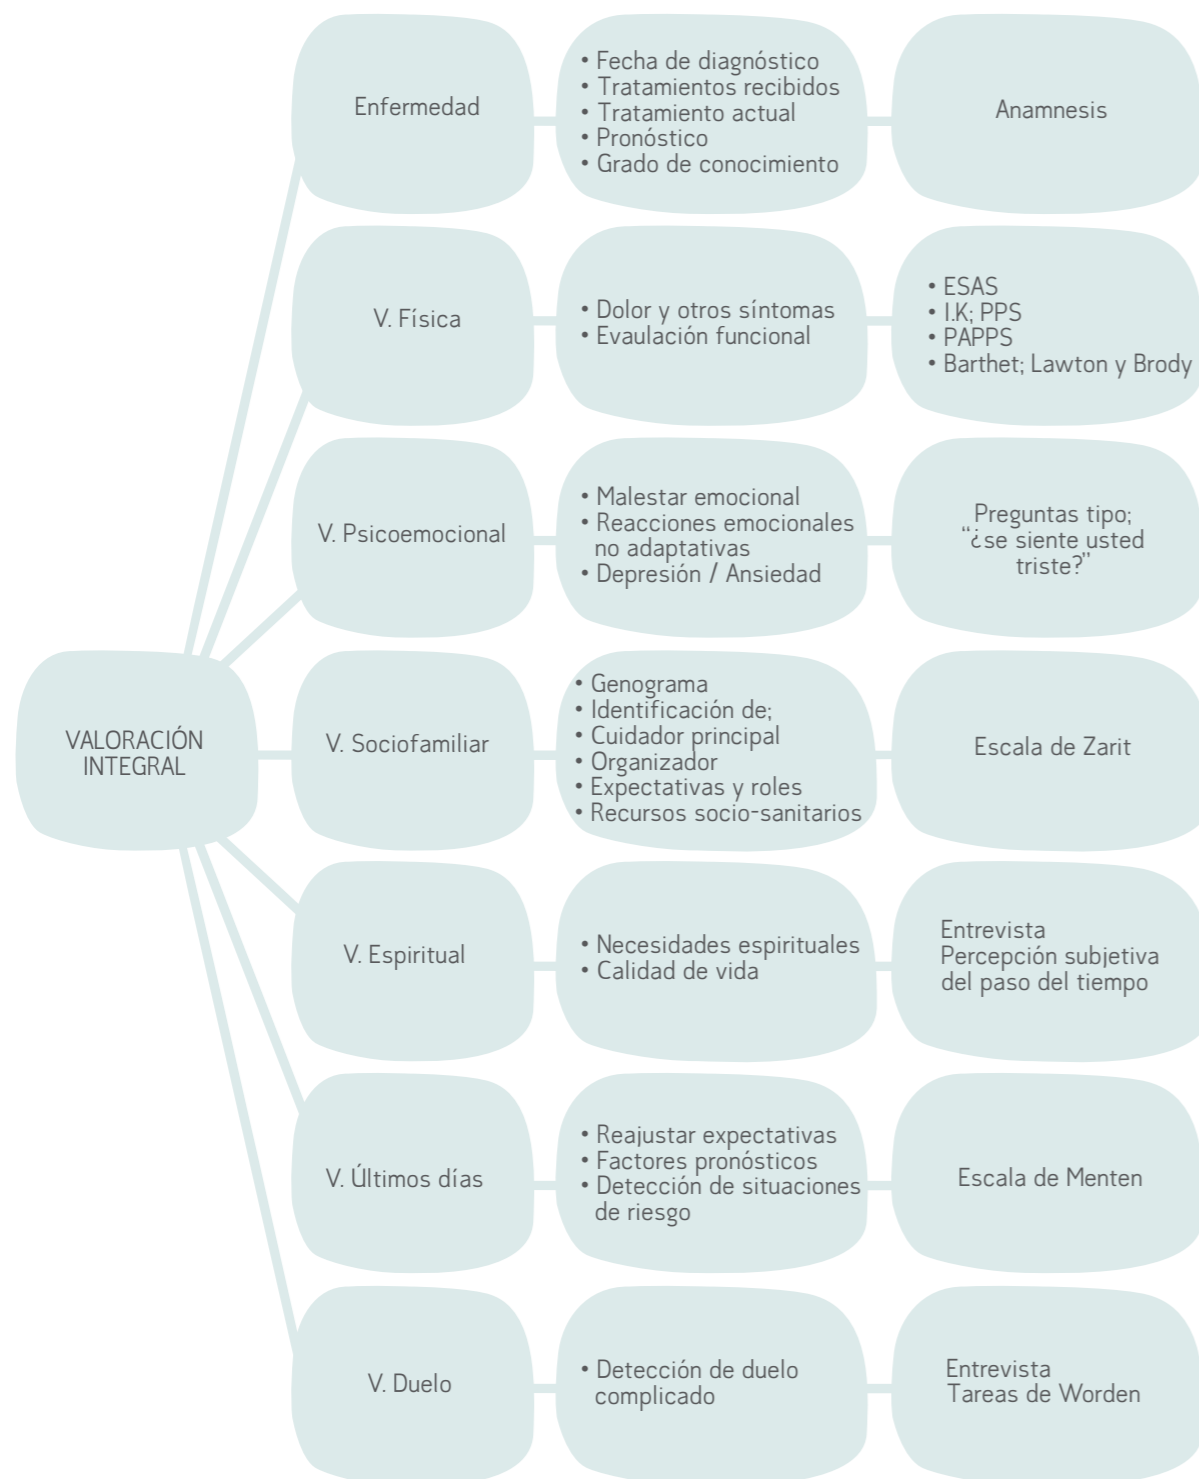 Enfermedad
• Fecha de diagnóstico
• Tratamientos recibidos
• Tratamiento actual
• Pronóstico
• Grado de conocimiento
Anamnesis
V. Física
• Dolor y otros síntomas
• Evaulación funcional
• ESAS
• I.K; PPS
• PAPPS
• Barthet; Lawton y Brody
V. Psicoemocional
• Malestar emocional
• Reacciones emocionales
no adaptativas
• Depresión / Ansiedad
Preguntas tipo;
“¿se siente usted
triste?”
VALORACIÓN
INTEGRAL
V. Sociofamiliar
• Genograma
• Identificación de;
• Cuidador principal
• Organizador
• Expectativas y roles
• Recursos socio-sanitarios
Escala de Zarit
V. Espiritual
• Necesidades espirituales
• Calidad de vida
Entrevista
Percepción subjetiva
del paso del tiempo
V. Últimos días
• Reajustar expectativas
• Factores pronósticos
• Detección de situaciones
de riesgo
Escala de Menten
V. Duelo
• Detección de duelo
complicado
Entrevista
Tareas de Worden